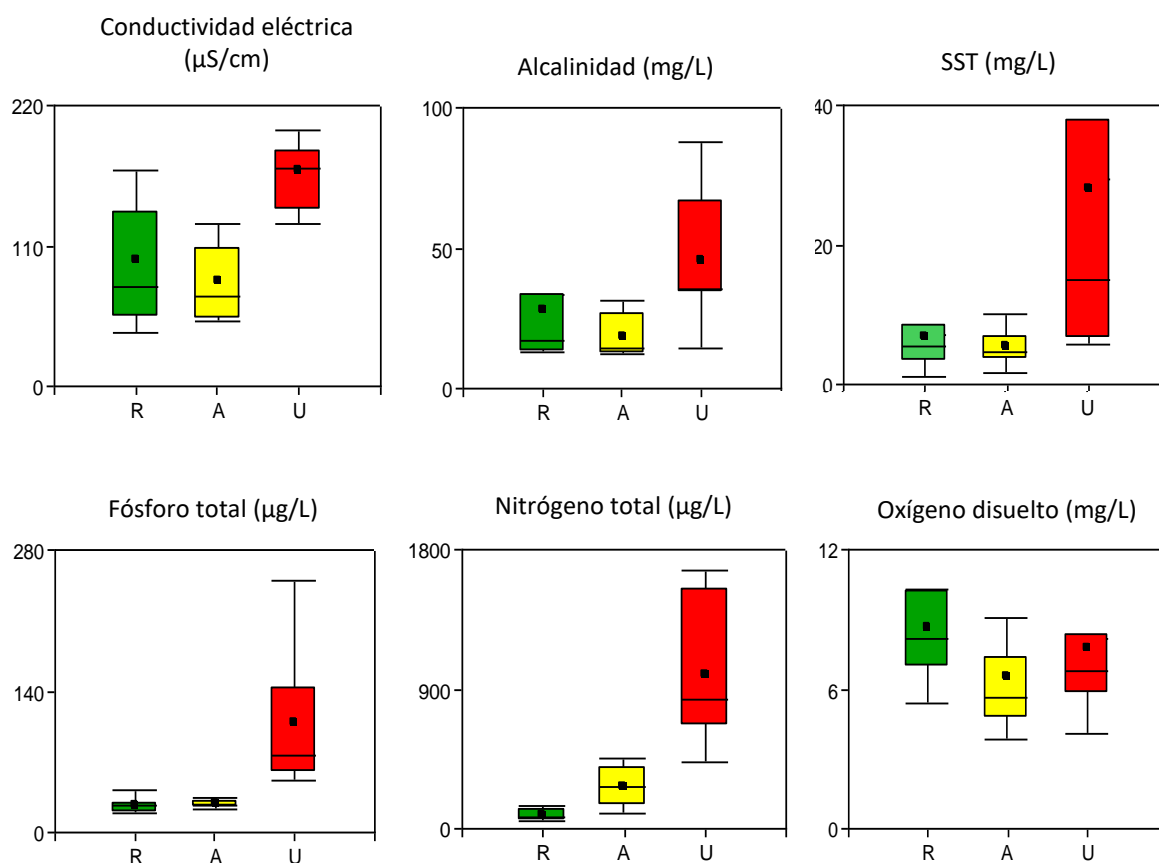 Conductividad eléctrica
(µS/cm)
Alcalinidad (mg/L)
SST (mg/L)
220
110
0
R A U
100
50
0
R A U
40
20
0
R A U
Fósforo total (µg/L)
Nitrógeno total (µg/L)
Oxígeno disuelto (mg/L)
280
140
0
R A U
1800
900
0
R A U
12
6
0
R A U